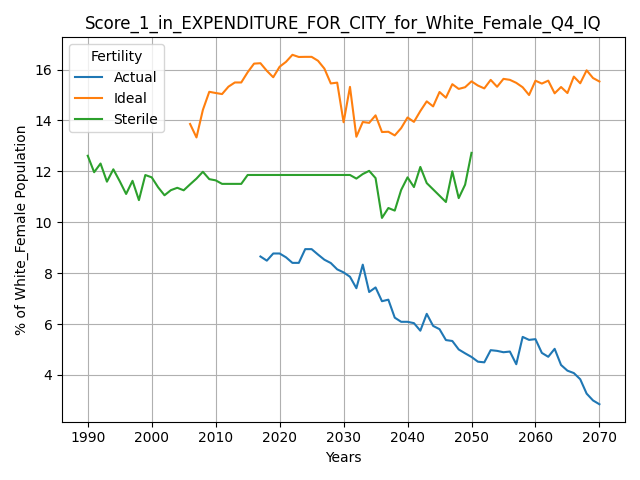 Score_1_in_EXPENDITURE_FOR_CITY_for_White_Female_Q4_IQ
Fertility
Actual
Ideal
Sterile
% of White_Female Population
16
14
12
10
8
6
4
1990 2000 2010 2020 2030 2040 2050 2060 2070
Years